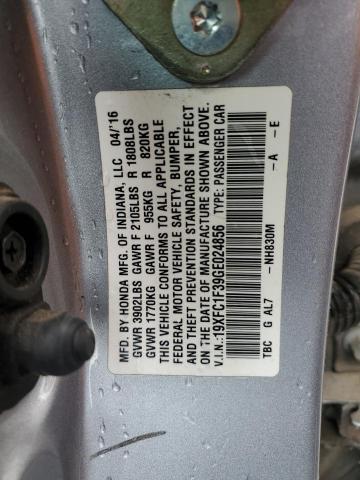 MFD. BY HONDA MFG. OF INDIANA, LLC 04/'16
GVWR 3902LBS GAWR F 2105LBS R 1808LBS
GVWR 1770KG GAWR F 955KG R 820KG
THIS VEHICLE CONFORMS TO ALL APPLICABLE
FEDERAL MOTOR VEHICLE SAFETY, BUMPER,
AND THEFT PREVENTION STANDARDS IN EFFECT
ON THE DATE OF MANUFACTURE SHOWN ABOVE.
V.I.N.:19XFC1F39GE024856 TYPE: PASSENGER CAR
NH830M -A -E
TBC G AL7